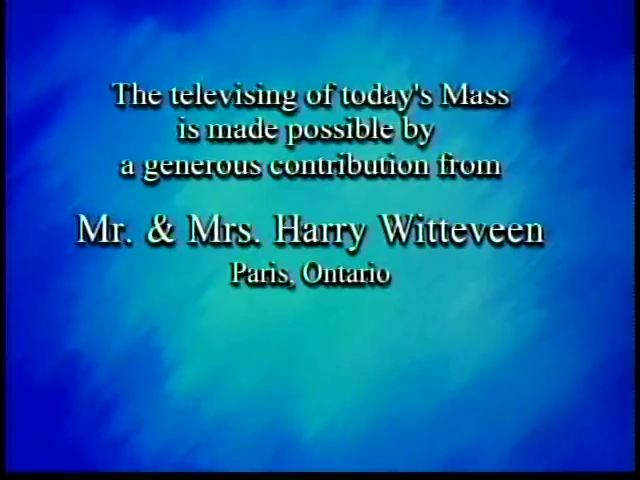 The televising of today's Mass
is made possible by
a generous contribution from
Mr. & Mrs. Harry Witteveen
Paris, Ontario